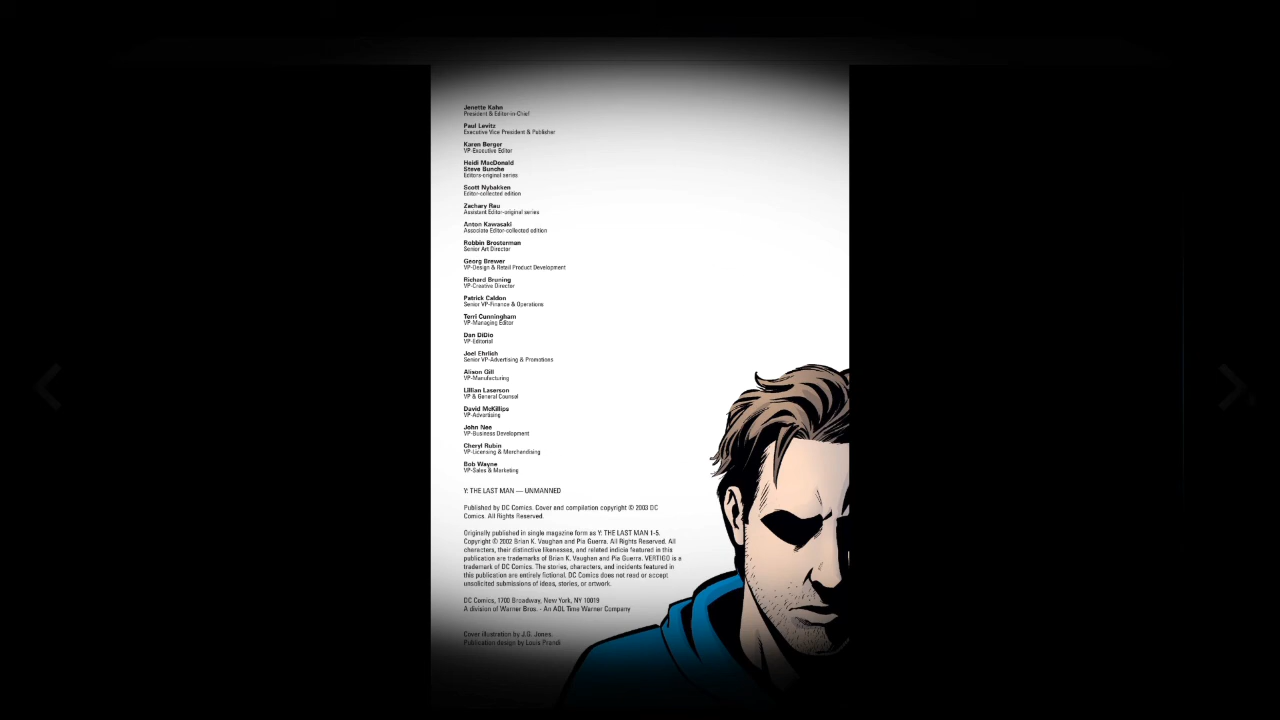 Jenette Kahn
President & Editor-in-Chief
Paul Levitz
Executive Vice President & Publisher
Karen Berger
VP-Executive Editor
Heidi MacDonald
Steve Bunche
Editors-original series
Scott Nybakken
Editor-collected edition
Zachary Rau
Assistant Editor-original series
Anton Kawasaki
Associate Editor-collected edition
Robbin Brosterman
Senior Art Director
Georg Brewer
VP-Design & Retail Product Development
Richard Bruning
VP-Creative Director
Patrick Caldon
Senior VP-Finance & Operations
Terri Cunningham
VP-Managing Editor
Dan DiDio
VP-Editorial
Joel Ehrlich
Senior VP-Advertising & Promotions
Alison Gill
VP-Manufacturing
Lillian Laserson
VP & General Counsel
David McKillips
VP-Advertising
John Nee
VP-Business Development
Cheryl Rubin
VP-Licensing & Merchandising
Bob Wayne
VP-Sales & Marketing
Y: THE LAST MAN — UNMANNED
Published by DC Comics. Cover and compilation copyright © 2003 DC
Comics. All Rights Reserved.
Originally published in single magazine form as Y: THE LAST MAN 1-5.
Copyright © 2002 Brian K. Vaughan and Pia Guerra. All Rights Reserved. All
characters, their distinctive likenesses, and related indicia featured in this
publication are trademarks of Brian K. Vaughan and Pia Guerra. VERTIGO is a
trademark of DC Comics. The stories, characters, and incidents featured in
this publication are entirely fictional. DC Comics does not read or accept
unsolicited submissions of ideas, stories, or artwork.
DC Comics, 1700 Broadway, New York, NY 10019
A division of Warner Bros. - An AOL Time Warner Company
Cover illustration by J.G. Jones.
Publication design by Louis Prandi